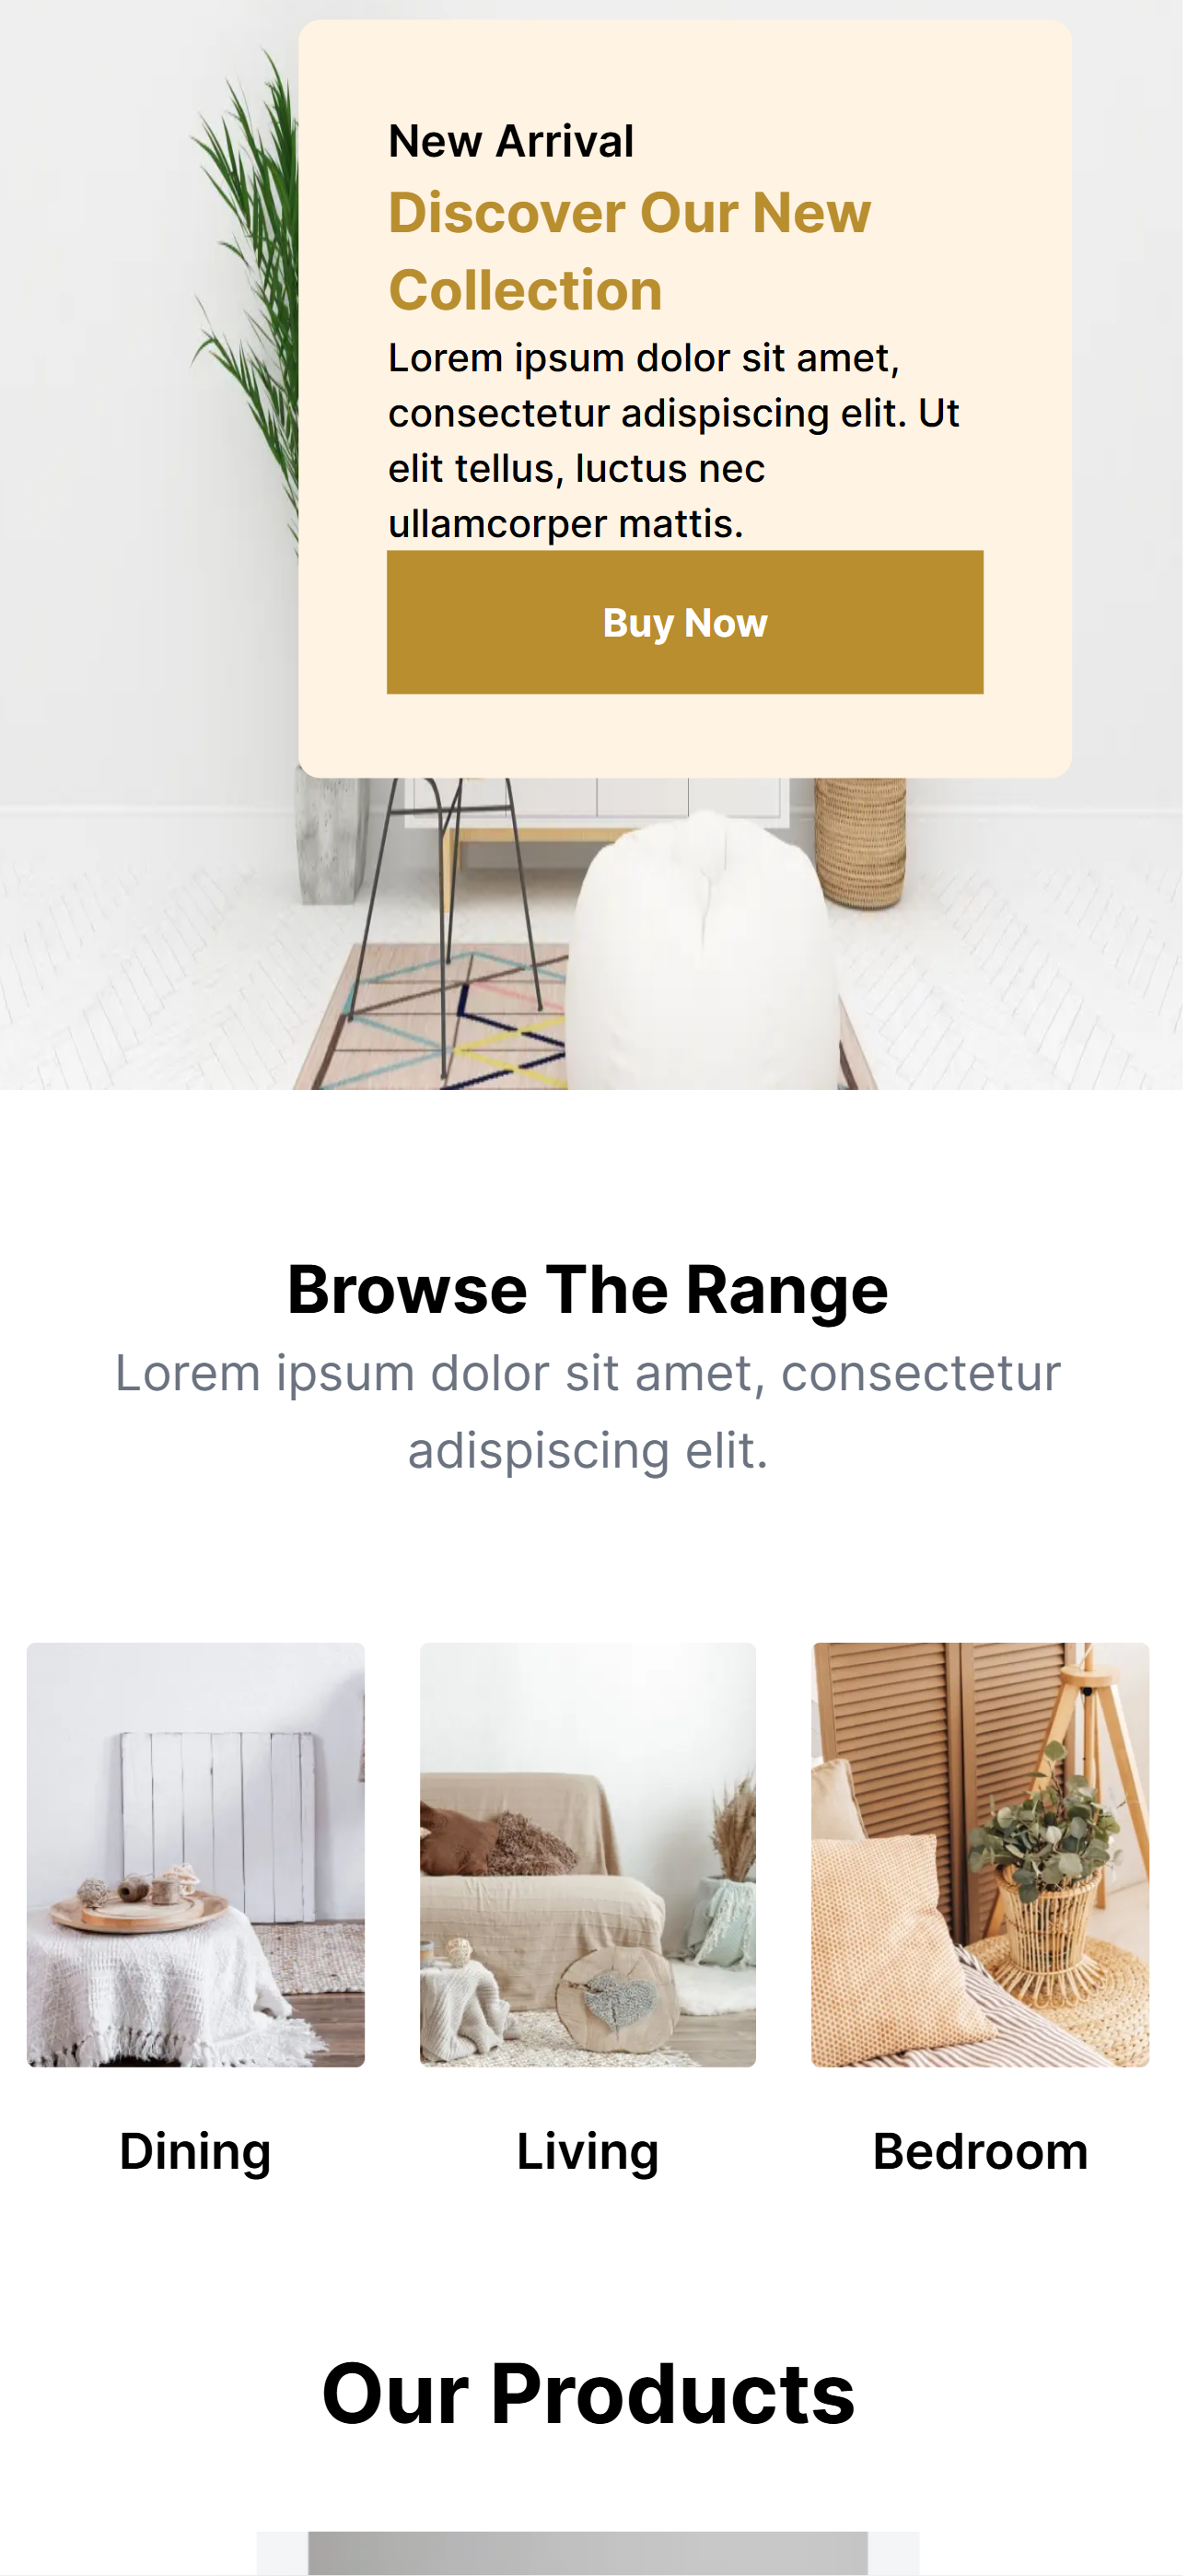 New Arrival
Discover Our New
Collection
Lorem ipsum dolor sit amet,
consectetur adispiscing elit. Ut
elit tellus, luctus nec
ullamcorper mattis.
Buy Now
Browse The Range
Lorem ipsum dolor sit amet, consectetur
adispiscing elit.
Dining
Living
Bedroom
Our Products